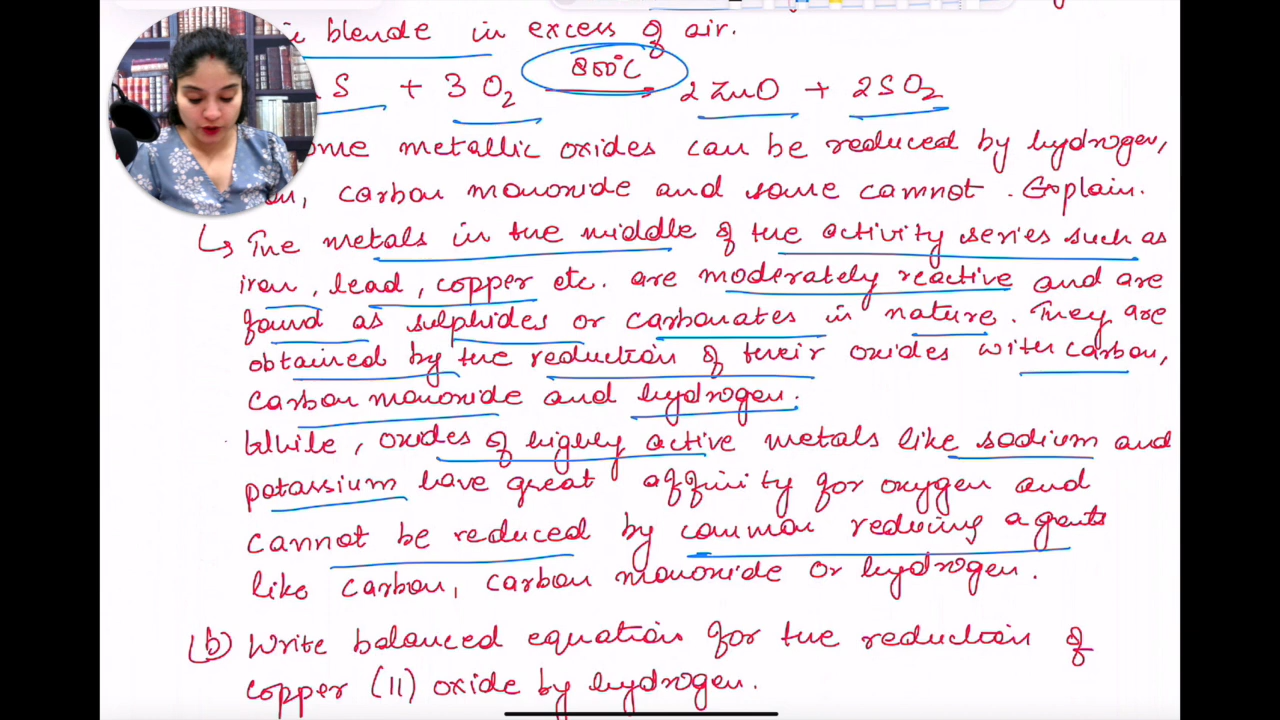 blende in excess of air.
S + 3 O₂ 800°C → 2 ZnO + 2SO₂
ome metallic oxides can be reduced by hydrogen,
carbon monoxide and some cannot. Explain.
↳ The metals in the middle of the activity series such as
iron, lead, copper etc. are moderately reactive and are
found as sulphides or carbonates in nature. They are
obtained by the reduction of their oxides with carbon,
carbon monoxide and hydrogen.
While, oxides of highly active metals like sodium and
potassium have great affinity for oxygen and
cannot be reduced by common reducing agents
like carbon, carbon monoxide or hydrogen.
(b) Write balanced equation for the reduction of
copper (II) oxide by hydrogen.